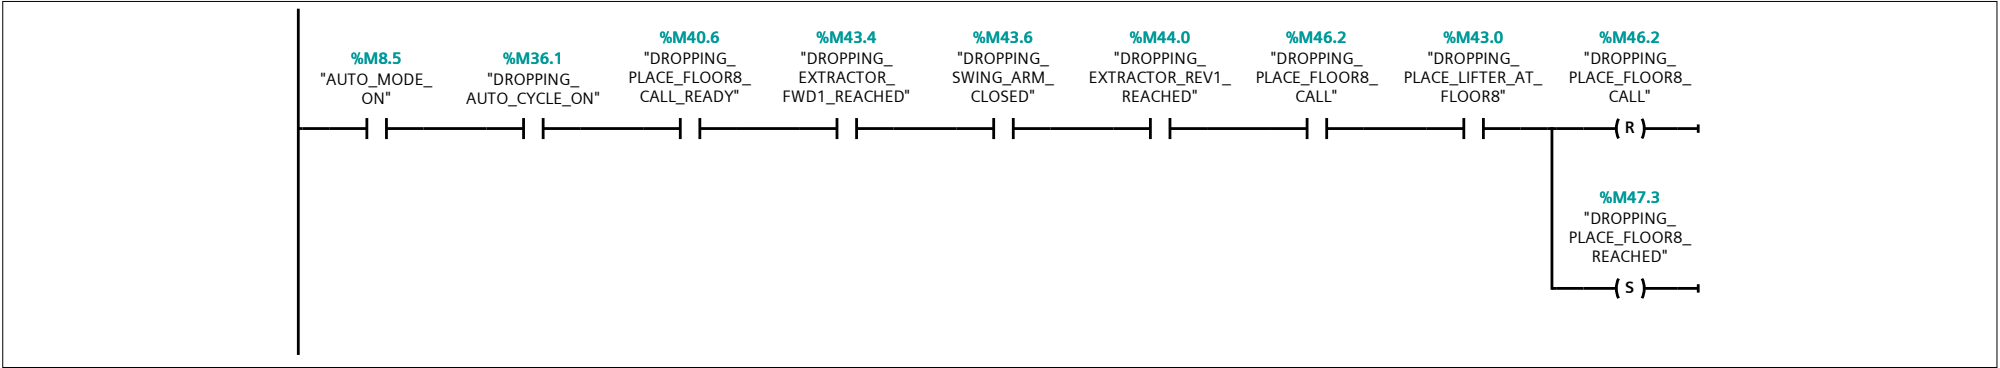 %M8.5
"AUTO_MODE_
ON"
%M36.1
"DROPPING_
AUTO_CYCLE_ON"
%M40.6
"DROPPING_
PLACE_FLOOR8_
CALL_READY"
%M43.4
"DROPPING_
EXTRACTOR_
FWD1_REACHED"
%M43.6
"DROPPING_
SWING_ARM_
CLOSED"
%M44.0
"DROPPING_
EXTRACTOR_REV1_
REACHED"
%M46.2
"DROPPING_
PLACE_FLOOR8_
CALL"
%M43.0
"DROPPING_
PLACE_LIFTER_AT_
FLOOR8"
%M46.2
"DROPPING_
PLACE_FLOOR8_
CALL"
R
%M47.3
"DROPPING_
PLACE_FLOOR8_
REACHED"
S